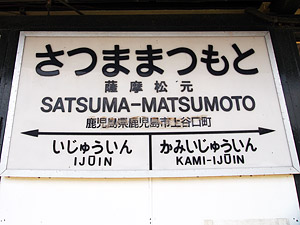 さつままつもと
薩摩松元
SATSUMA-MATSUMOTO
鹿児島県鹿児島市上谷口町
いじゅういん かみいじゅういん
IJŪIN KAMI-IJŪIN